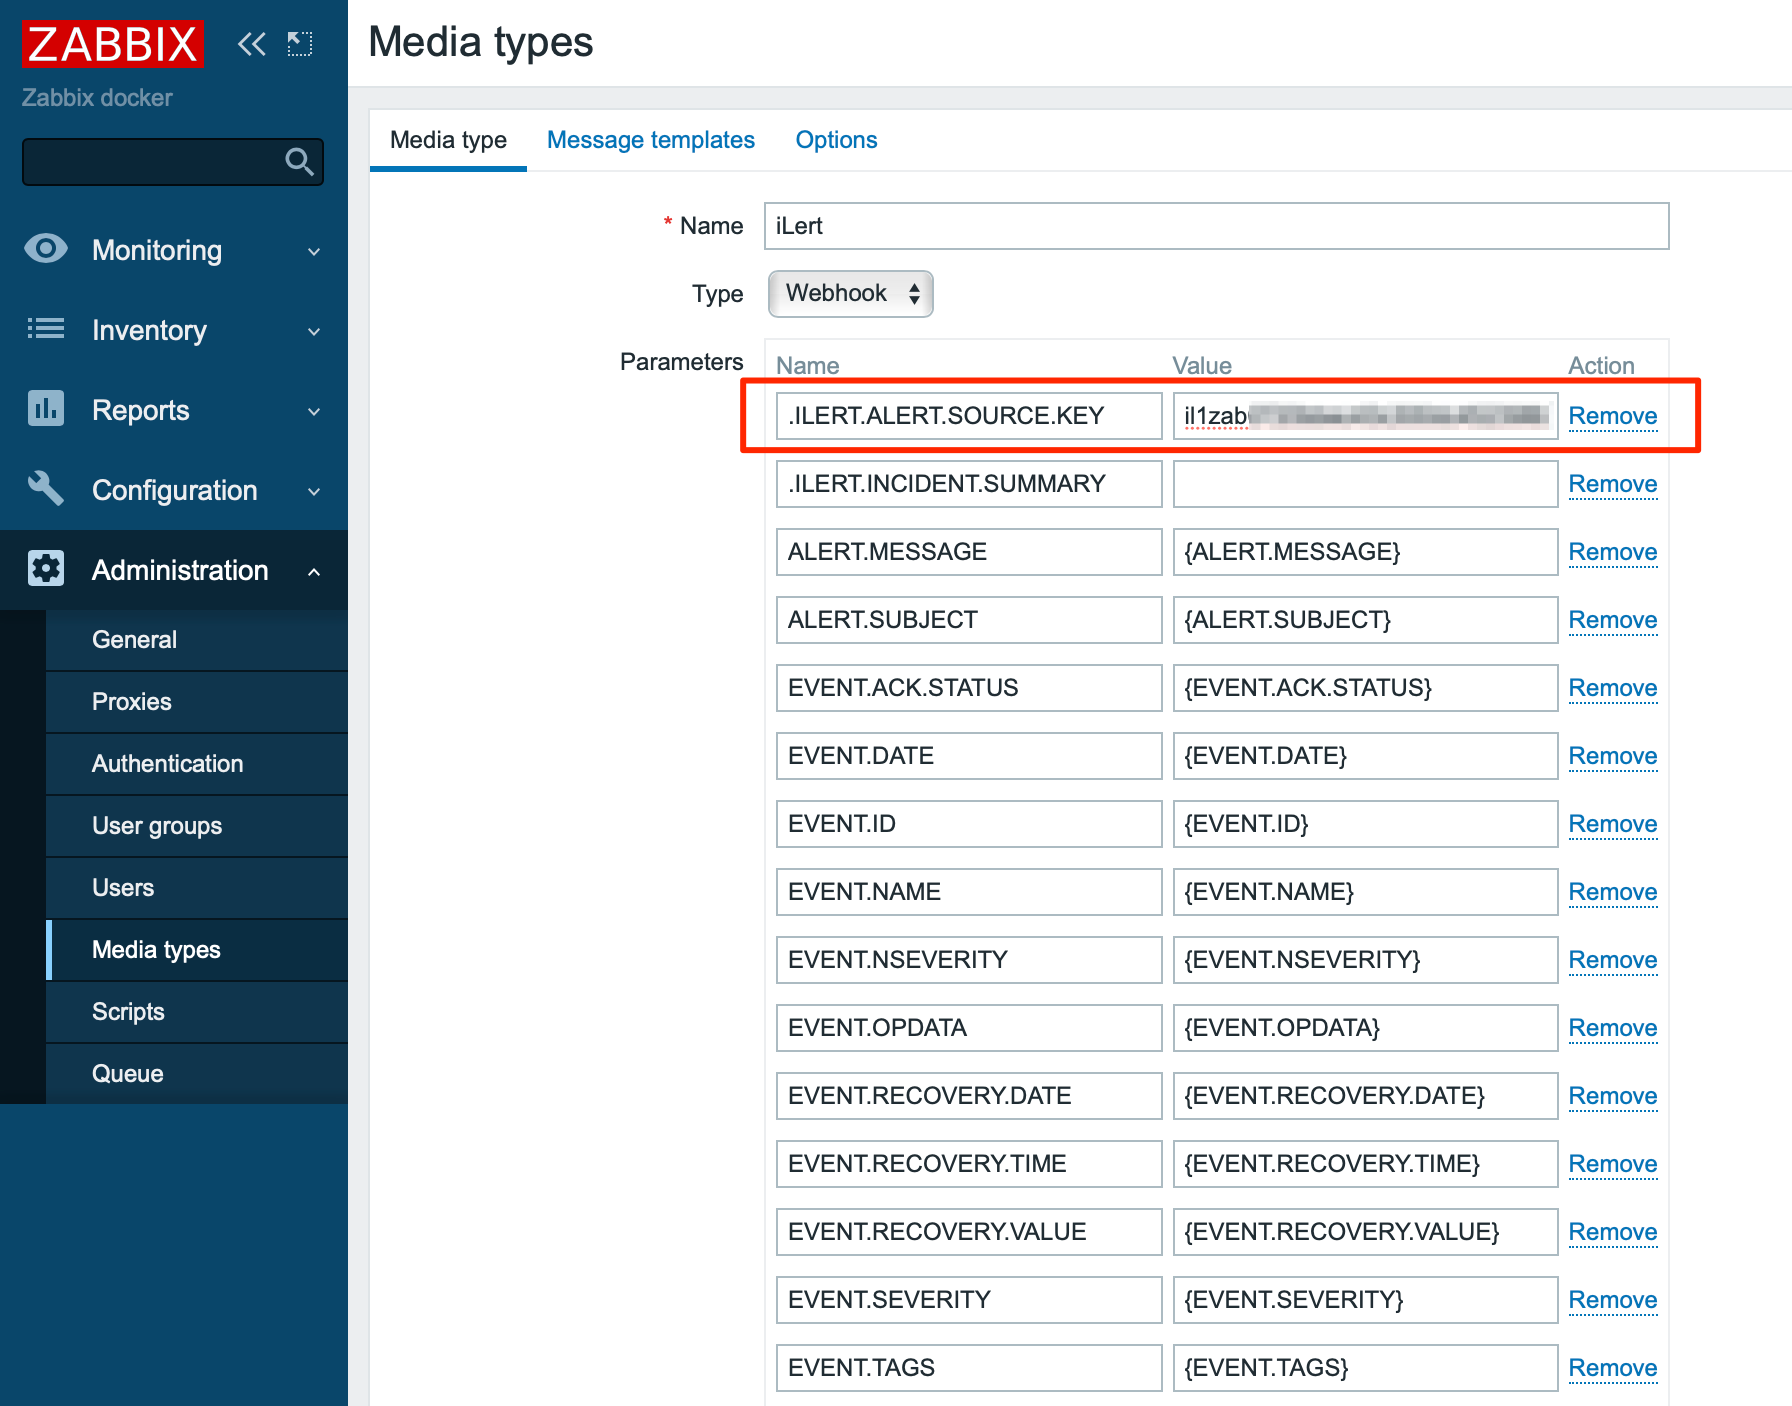 ZABBIX
Zabbix docker
Monitoring
Inventory
Reports
Configuration
Administration
General
Proxies
Authentication
User groups
Users
Media types
Scripts
Queue
Media types
Media type Message templates Options
* Name iLert
Type Webhook
Parameters Name Value Action
.ILERT.ALERT.SOURCE.KEY il1zab Remove
.ILERT.INCIDENT.SUMMARY Remove
ALERT.MESSAGE {ALERT.MESSAGE} Remove
ALERT.SUBJECT {ALERT.SUBJECT} Remove
EVENT.ACK.STATUS {EVENT.ACK.STATUS} Remove
EVENT.DATE {EVENT.DATE} Remove
EVENT.ID {EVENT.ID} Remove
EVENT.NAME {EVENT.NAME} Remove
EVENT.NSEVERITY {EVENT.NSEVERITY} Remove
EVENT.OPDATA {EVENT.OPDATA} Remove
EVENT.RECOVERY.DATE {EVENT.RECOVERY.DATE} Remove
EVENT.RECOVERY.TIME {EVENT.RECOVERY.TIME} Remove
EVENT.RECOVERY.VALUE {EVENT.RECOVERY.VALUE} Remove
EVENT.SEVERITY {EVENT.SEVERITY} Remove
EVENT.TAGS {EVENT.TAGS} Remove